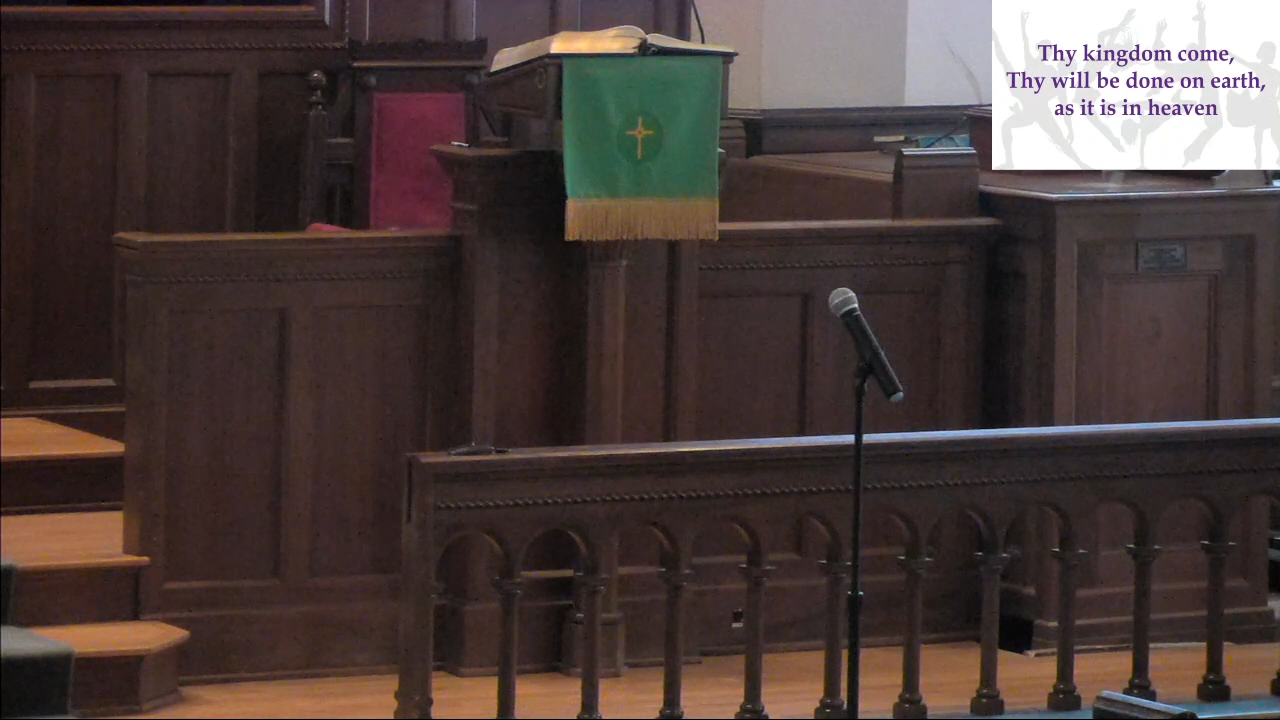 Thy kingdom come,
Thy will be done on earth,
as it is in heaven